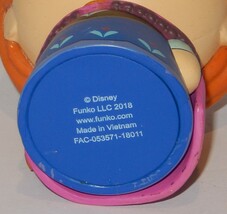 © Disney
Funko LLC 2018
www.funko.com
Made in Vietnam
FAC-053571-18011